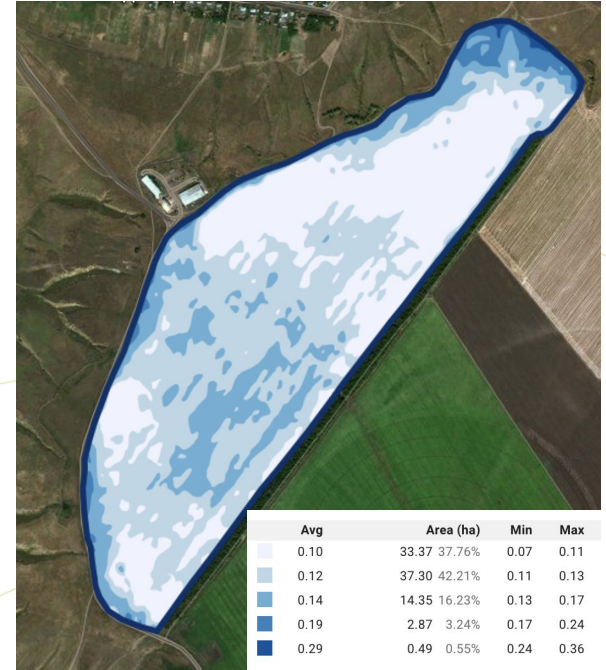 Avg Area (ha) Min Max
0.10 33.37 37.76% 0.07 0.11
0.12 37.30 42.21% 0.11 0.13
0.14 14.35 16.23% 0.13 0.17
0.19 2.87 3.24% 0.17 0.24
0.29 0.49 0.55% 0.24 0.36